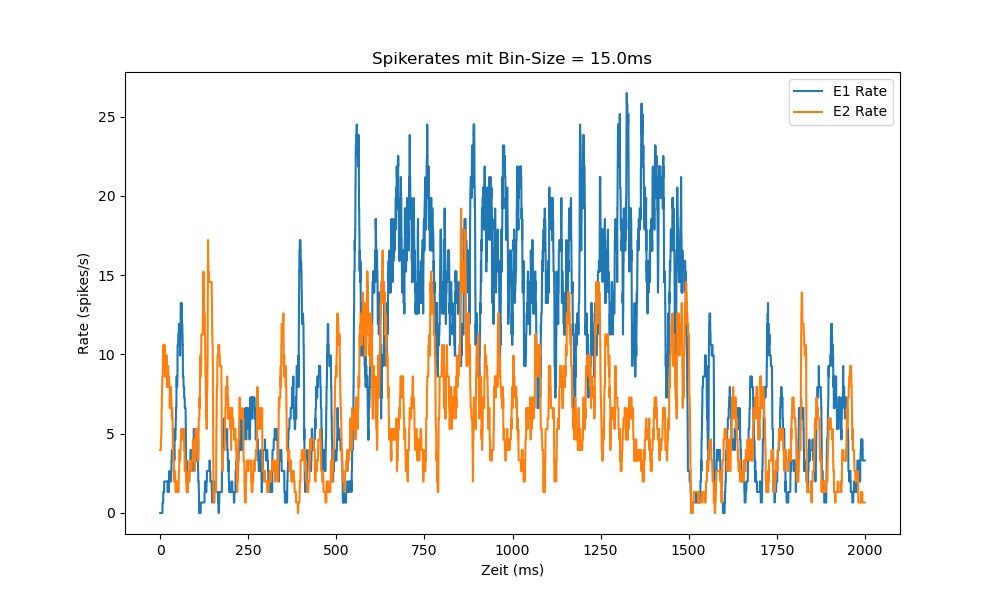 Spikerates mit Bin-Size = 15.0ms
E1 Rate
E2 Rate
Rate (spikes/s)
25
20
15
10
5
0
0 250 500 750 1000 1250 1500 1750 2000
Zeit (ms)